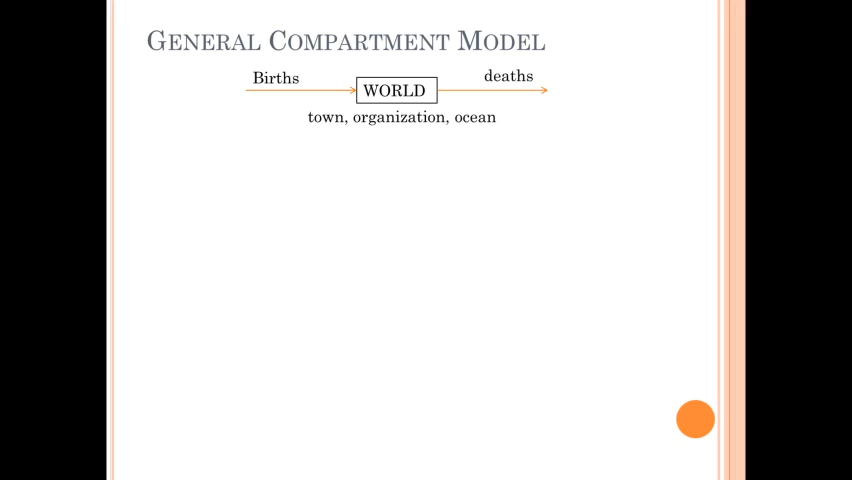 GENERAL COMPARTMENT MODEL
Births
deaths
WORLD
town, organization, ocean